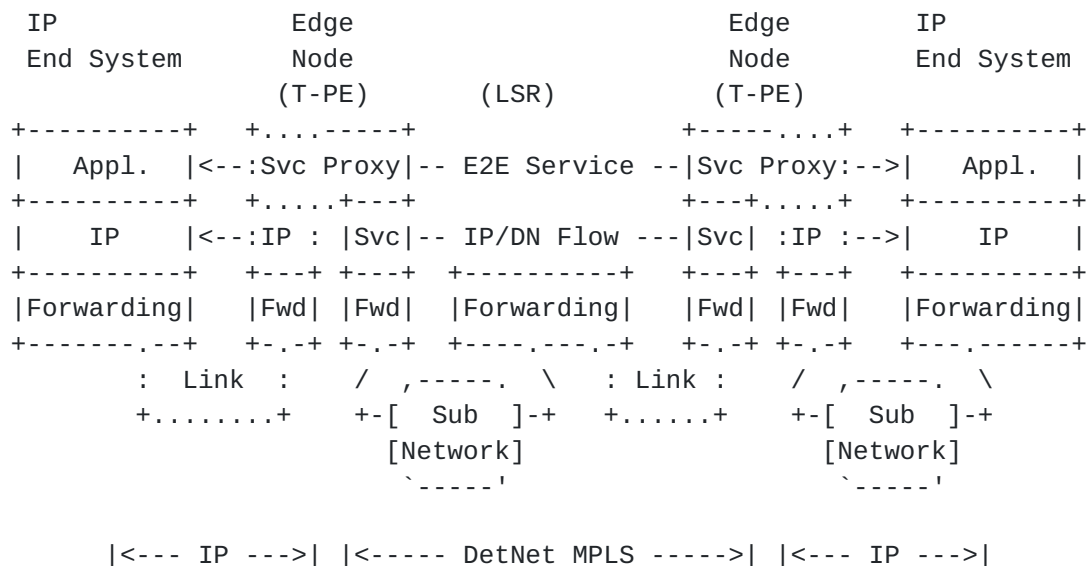 IP               Edge                        Edge         IP
 End System       Node                        Node         End System
                 (T-PE)       (LSR)          (T-PE)
+----------+   +....-----+                 +-----....+   +----------+
|   Appl.  |<--:Svc Proxy|-- E2E Service --|Svc Proxy:-->|   Appl.  |
+----------+   +.....+---+                 +---+.....+   +----------+
|    IP    |<--:IP : |Svc|-- IP/DN Flow ---|Svc| :IP :-->|    IP    |
+----------+   +---+ +---+  +----------+   +---+ +---+   +----------+
|Forwarding|   |Fwd| |Fwd|  |Forwarding|   |Fwd| |Fwd|   |Forwarding|
+-------.--+   +-.-+ +-.-+  +----.---.-+   +-.-+ +-.-+   +---.------+
        :  Link  :    /  ,-----.  \   : Link :    /  ,-----.  \
        +........+    +-[  Sub  ]-+   +......+    +-[  Sub  ]-+
                        [Network]                   [Network]
                         `-----'                     `-----'
      |<--- IP --->| |<----- DetNet MPLS ----->| |<--- IP --->|